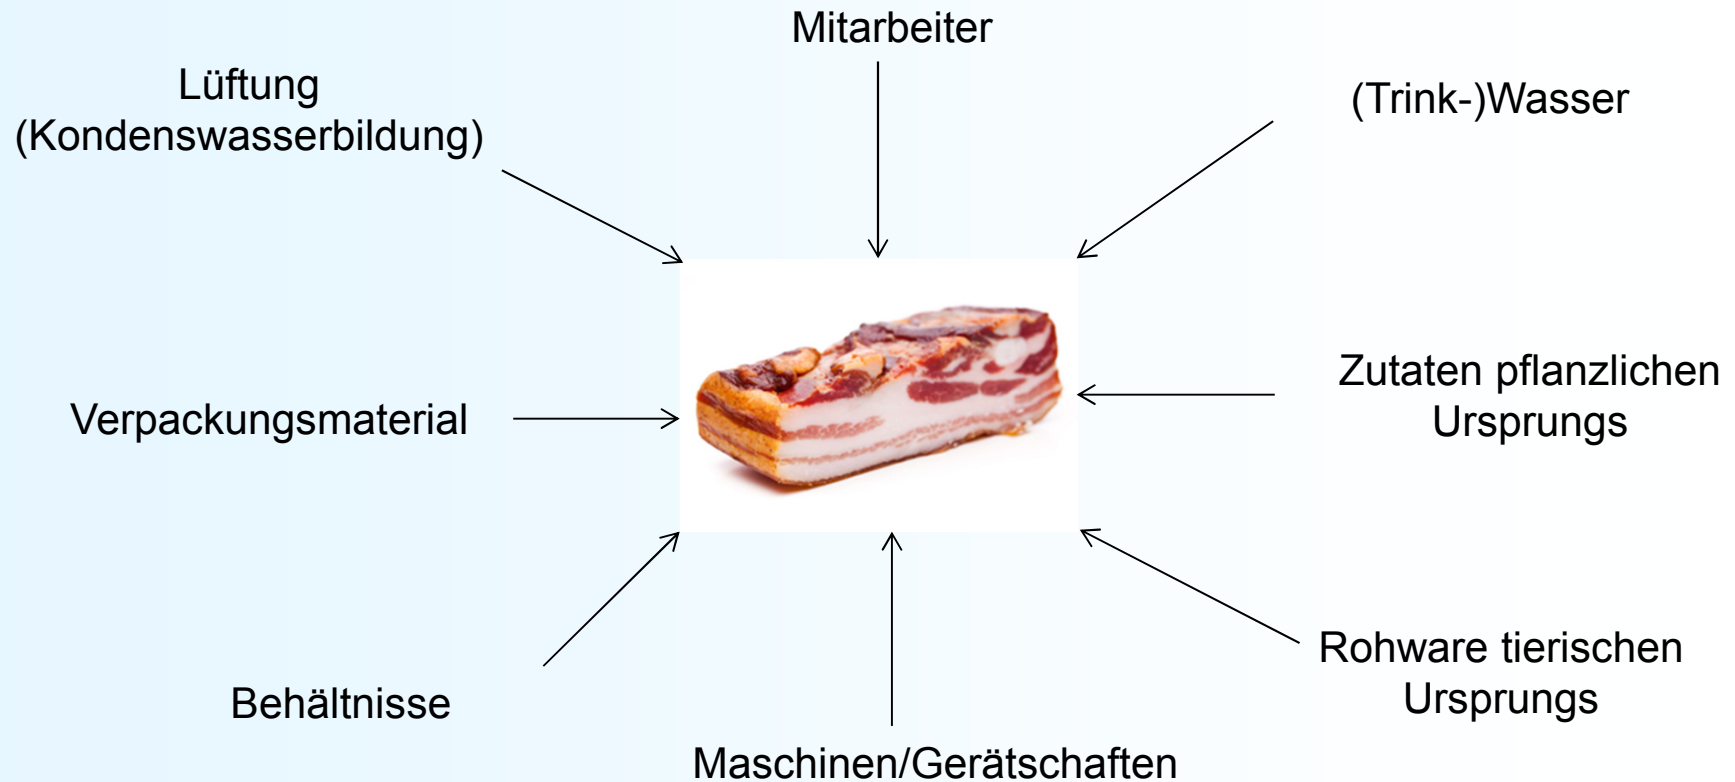 Mitarbeiter
Lüftung
(Kondenswasserbildung)
(Trink-)Wasser
Verpackungsmaterial
Zutaten pflanzlichen
Ursprungs
Behältnisse
Rohware tierischen
Ursprungs
Maschinen/Gerätschaften